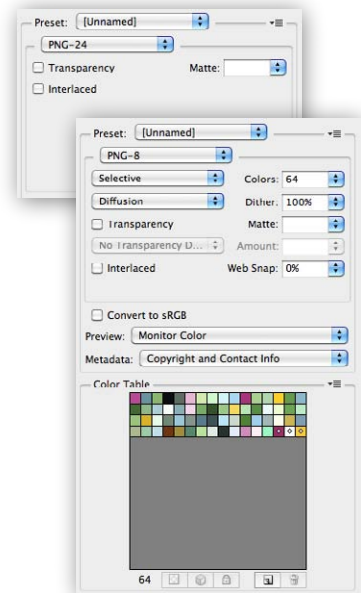 Preset: [Unnamed]
PNG-24
Transparency Matte:
Interlaced
Preset: [Unnamed]
PNG-8
Selective Colors: 64
Diffusion Dither: 100%
Transparency Matte:
No Transparency D... Amount:
Interlaced Web Snap: 0%
Convert to sRGB
Preview: Monitor Color
Metadata: Copyright and Contact Info
Color Table
64